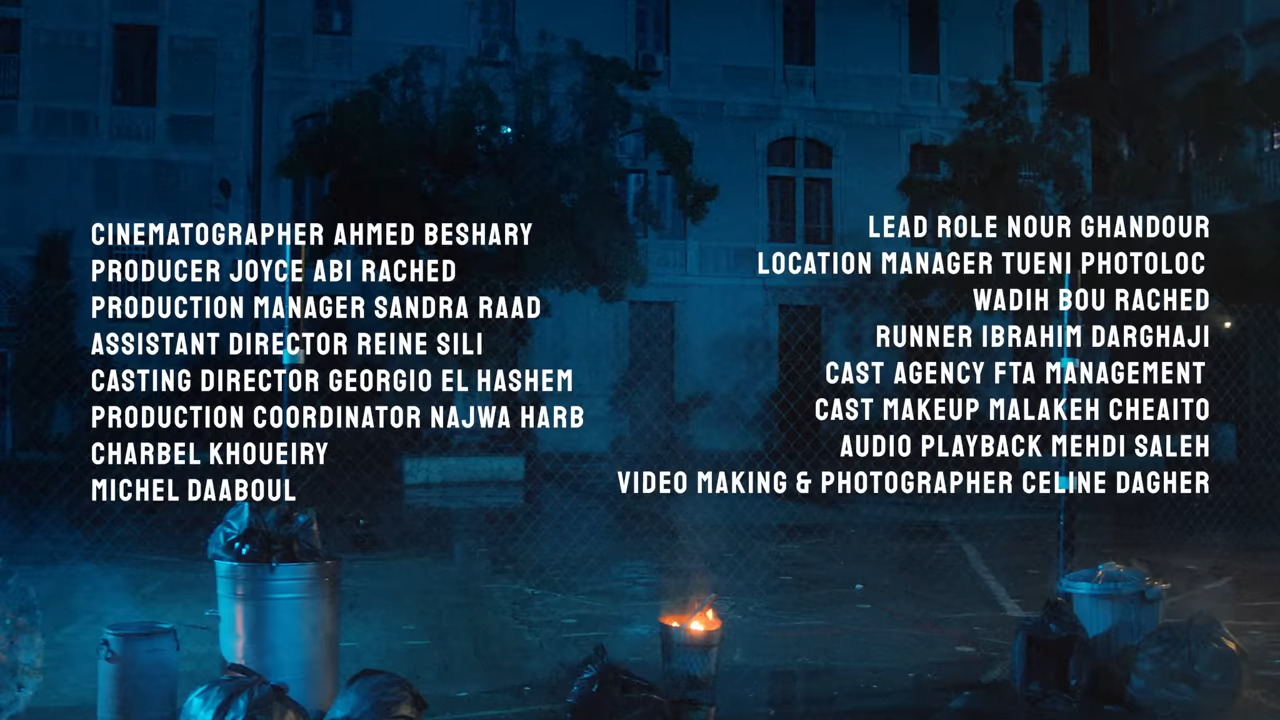 CINEMATOGRAPHER AHMED BESHARY
PRODUCER JOYCE ABI RACHED
PRODUCTION MANAGER SANDRA RAAD
ASSISTANT DIRECTOR REINE SILI
CASTING DIRECTOR GEORGIO EL HASHEM
PRODUCTION COORDINATOR NAJWA HARB
CHARBEL KHOUEIRY
MICHEL DAABOUL
LEAD ROLE NOUR GHANDOUR
LOCATION MANAGER TUENI PHOTOLOC
WADIH BOU RACHED
RUNNER IBRAHIM DARGHAJI
CAST AGENCY FTA MANAGEMENT
CAST MAKEUP MALAKEH CHEAITO
AUDIO PLAYBACK MEHDI SALEH
VIDEO MAKING & PHOTOGRAPHER CELINE DAGHER